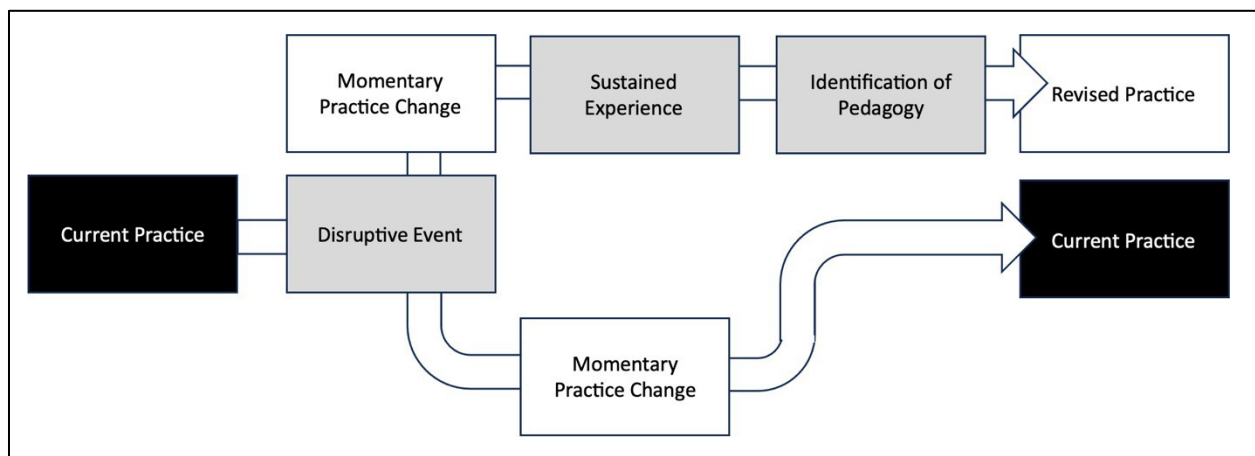 Momentary
Practice Change
Sustained
Experience
Identification of
Pedagogy
Revised Practice
Current Practice
Disruptive Event
Current Practice
Momentary
Practice Change